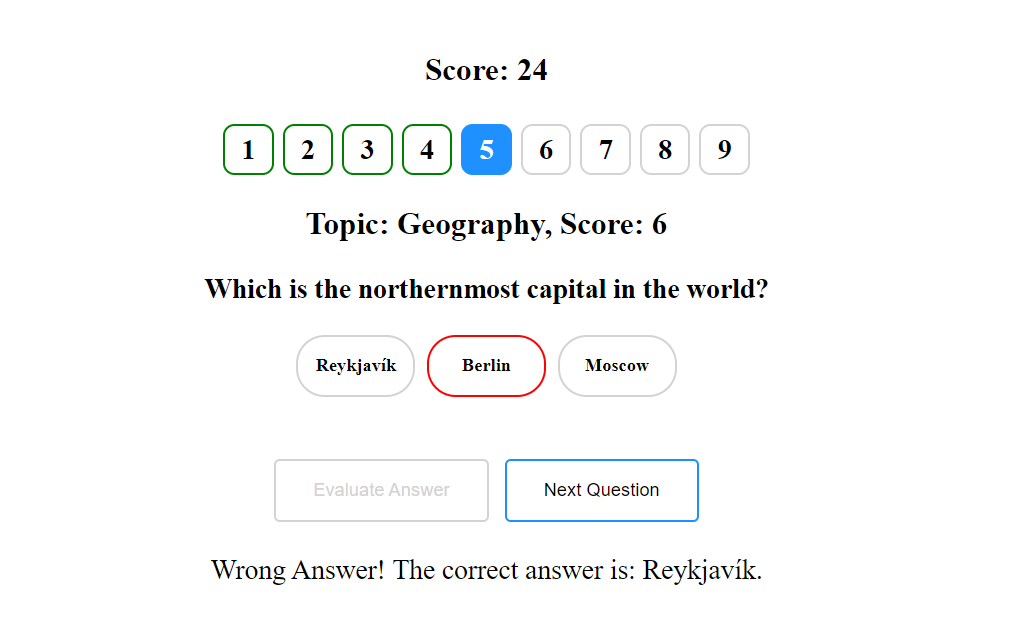 Score: 24
1 2 3 4 5 6 7 8 9
Topic: Geography, Score: 6
Which is the northernmost capital in the world?
Reykjavík Berlin Moscow
Evaluate Answer Next Question
Wrong Answer! The correct answer is: Reykjavík.